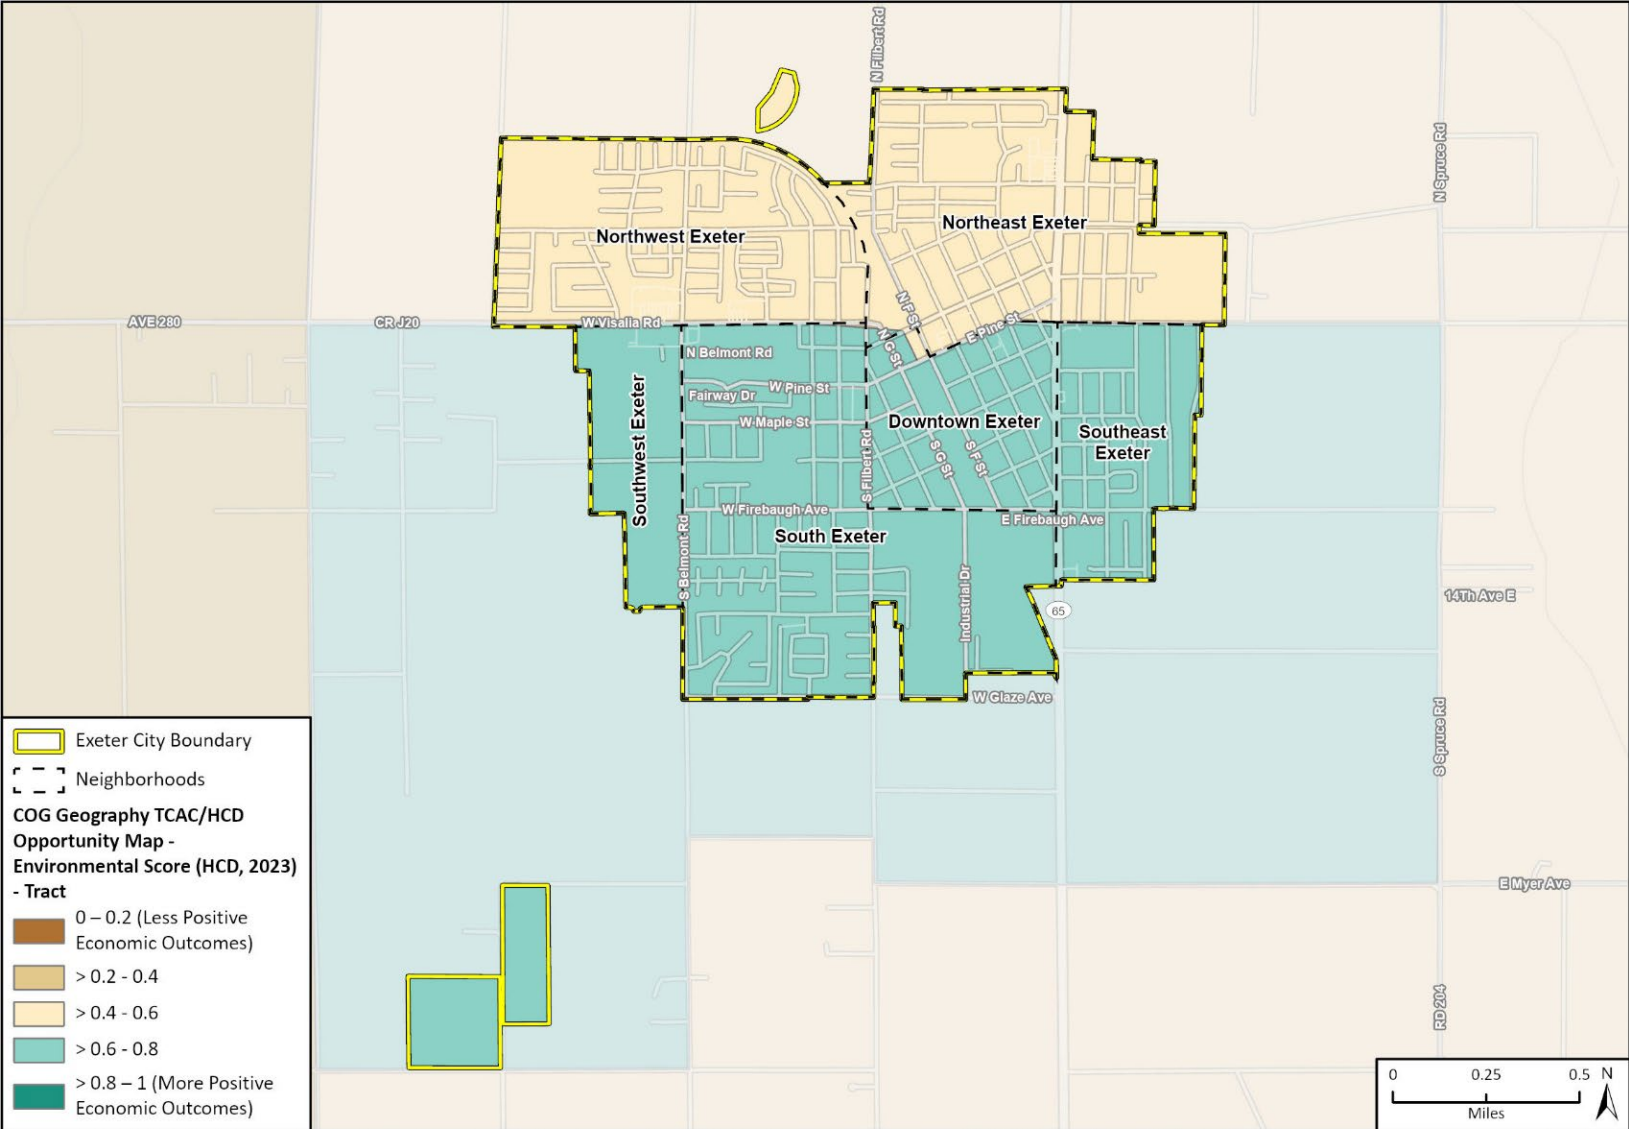 N Filbert Rd
N Spruce Rd
Northeast Exeter
Northwest Exeter
N F St
AVE 280
CR J20
W Visalia Rd
E Pine St
N G St
N Belmont Rd
W Pine St
Fairway Dr
W Maple St
Downtown Exeter
Southeast
Exeter
Southwest Exeter
S Filbert Rd
S G St
S F St
W Firebaugh Ave
E Firebaugh Ave
South Exeter
S Belmont Rd
Industrial Dr
65
14Th Ave E
W Glaze Ave
S Spruce Rd
E Myer Ave
RD 204
Exeter City Boundary
Neighborhoods
COG Geography TCAC/HCD
Opportunity Map -
Environmental Score (HCD, 2023)
- Tract
0 – 0.2 (Less Positive
Economic Outcomes)
> 0.2 - 0.4
> 0.4 - 0.6
> 0.6 - 0.8
> 0.8 – 1 (More Positive
Economic Outcomes)
0 0.25 0.5 N
Miles